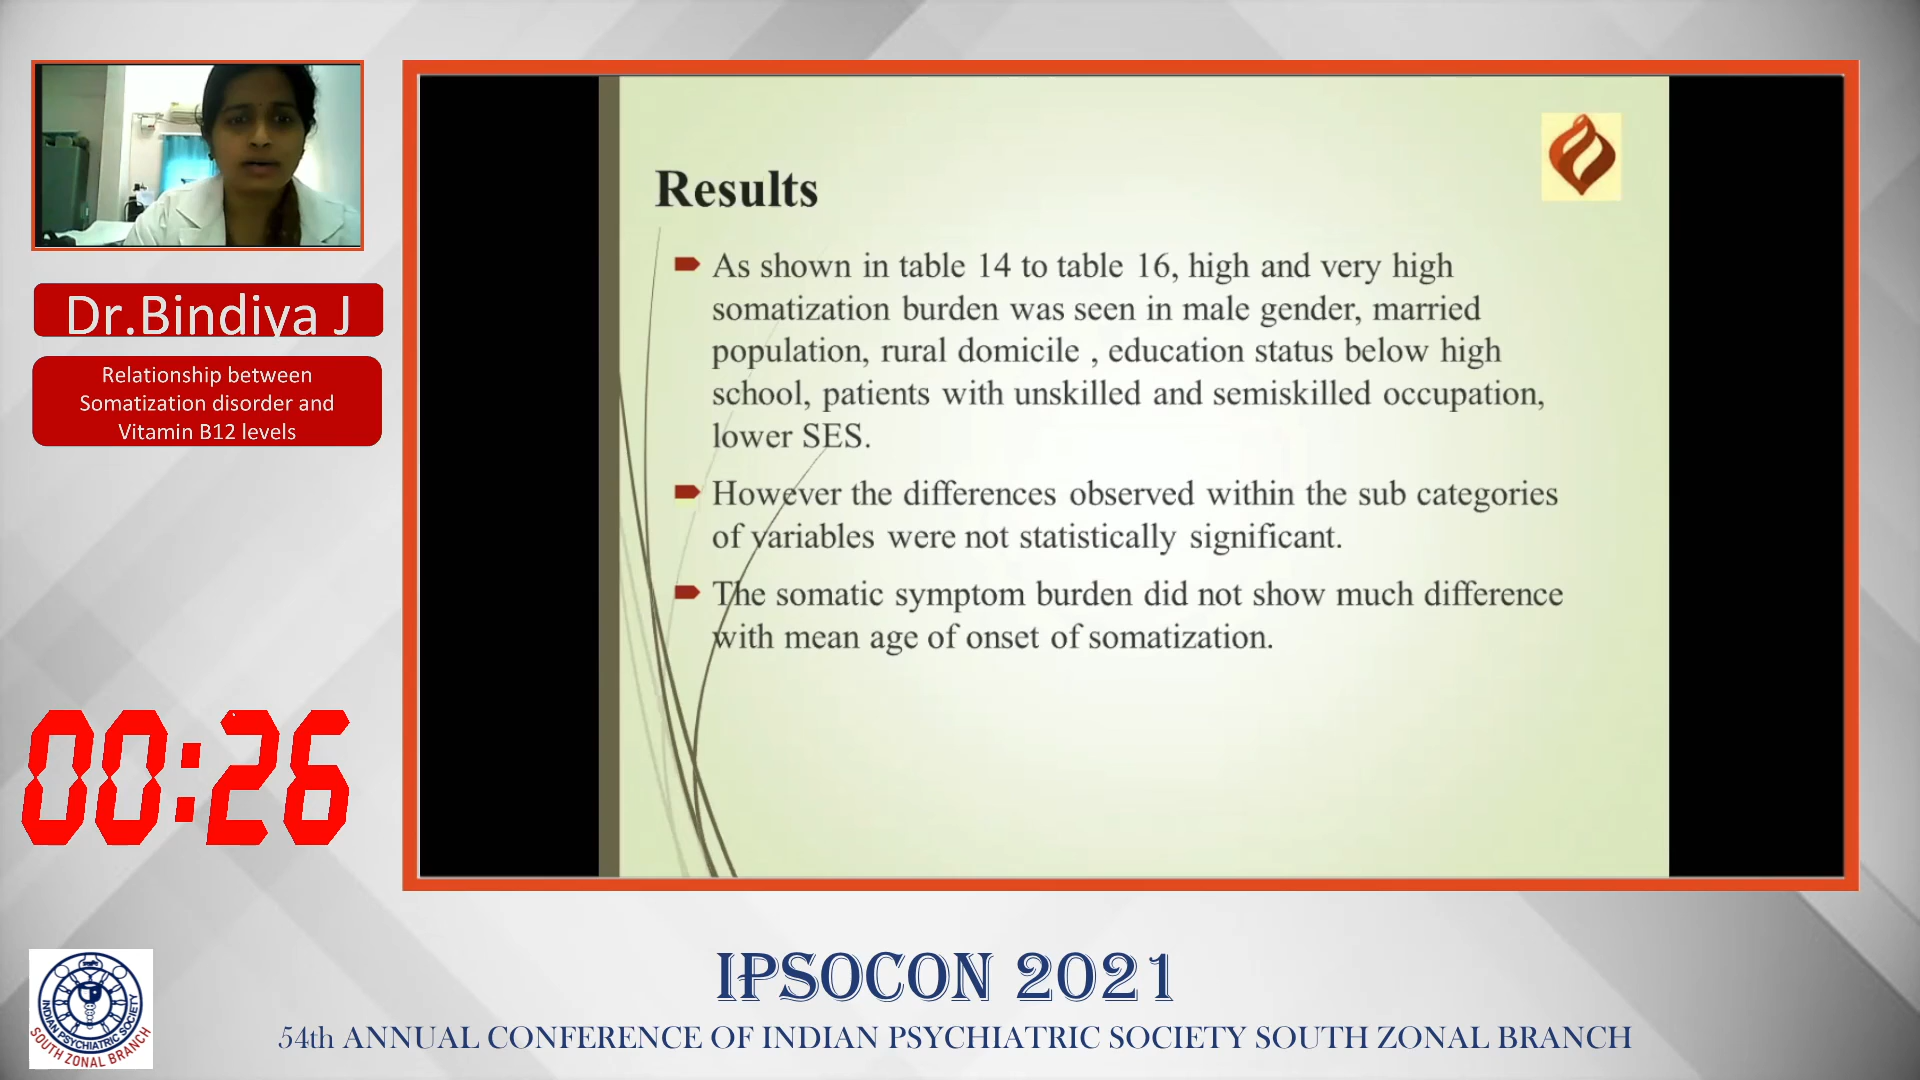 Dr.Bindiya J
Relationship between
Somatization disorder and
Vitamin B12 levels
00:26
Results
As shown in table 14 to table 16, high and very high
somatization burden was seen in male gender, married
population, rural domicile , education status below high
school, patients with unskilled and semiskilled occupation,
lower SES.
However the differences observed within the sub categories
of variables were not statistically significant.
The somatic symptom burden did not show much difference
with mean age of onset of somatization.
INDIAN PSYCHIATRIC SOCIETY
SOUTH ZONAL BRANCH
IPSOCON 2021
54th ANNUAL CONFERENCE OF INDIAN PSYCHIATRIC SOCIETY SOUTH ZONAL BRANCH